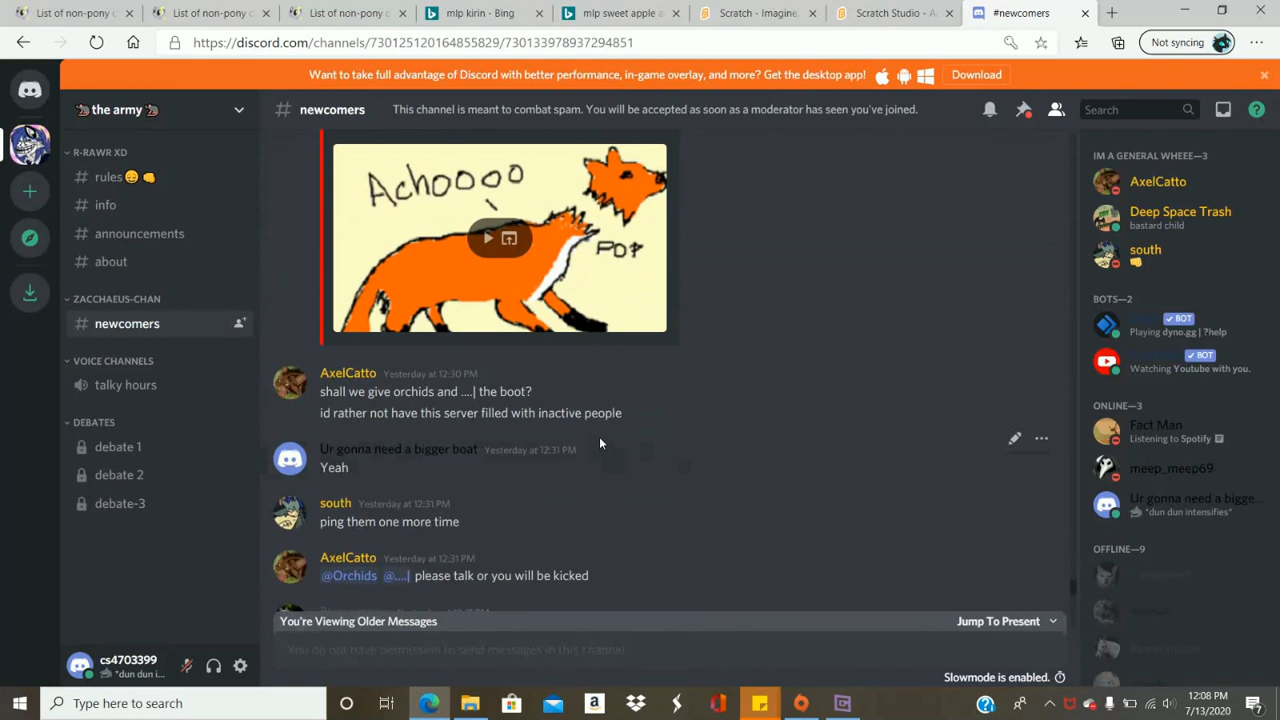 List of non-pony c
List of non-pony c
List of non-pony c
mlp kirin - Bing
mlp sweet apple a
Scratch - Imagine,
Scratch Studio - A
#newcomers
https://discord.com/channels/730125120164855829/730133978937294851
Not syncing
Want to take full advantage of Discord with better performance, in-game overlay, and more? Get the desktop app!
Download
the army
newcomers
This channel is meant to combat spam. You will be accepted as soon as a moderator has seen you've joined.
Search
R-RAWR XD
rules
info
announcements
about
ZACCHAEUS-CHAN
newcomers
VOICE CHANNELS
talky hours
DEBATES
debate 1
debate 2
debate-3
cs4703399
*dun dun i...
Achoooo
POP
AxelCatto Yesterday at 12:30 PM
shall we give orchids and ....| the boot?
id rather not have this server filled with inactive people
Ur gonna need a bigger boat Yesterday at 12:31 PM
Yeah
south Yesterday at 12:31 PM
ping them one more time
AxelCatto Yesterday at 12:31 PM
@Orchids @....| please talk or you will be kicked
You're Viewing Older Messages
Jump To Present
You do not have permission to send messages in this channel.
Slowmode is enabled.
IM A GENERAL WHEEE—3
AxelCatto
Deep Space Trash
bastard child
south
BOTS—2
BOT
Playing dyno.gg | ?help
BOT
Watching Youtube with you.
ONLINE—3
Fact Man
Listening to Spotify
meep_meep69
Ur gonna need a bigge...
*dun dun intensifies*
OFFLINE—9
Type here to search
12:08 PM
7/13/2020
7